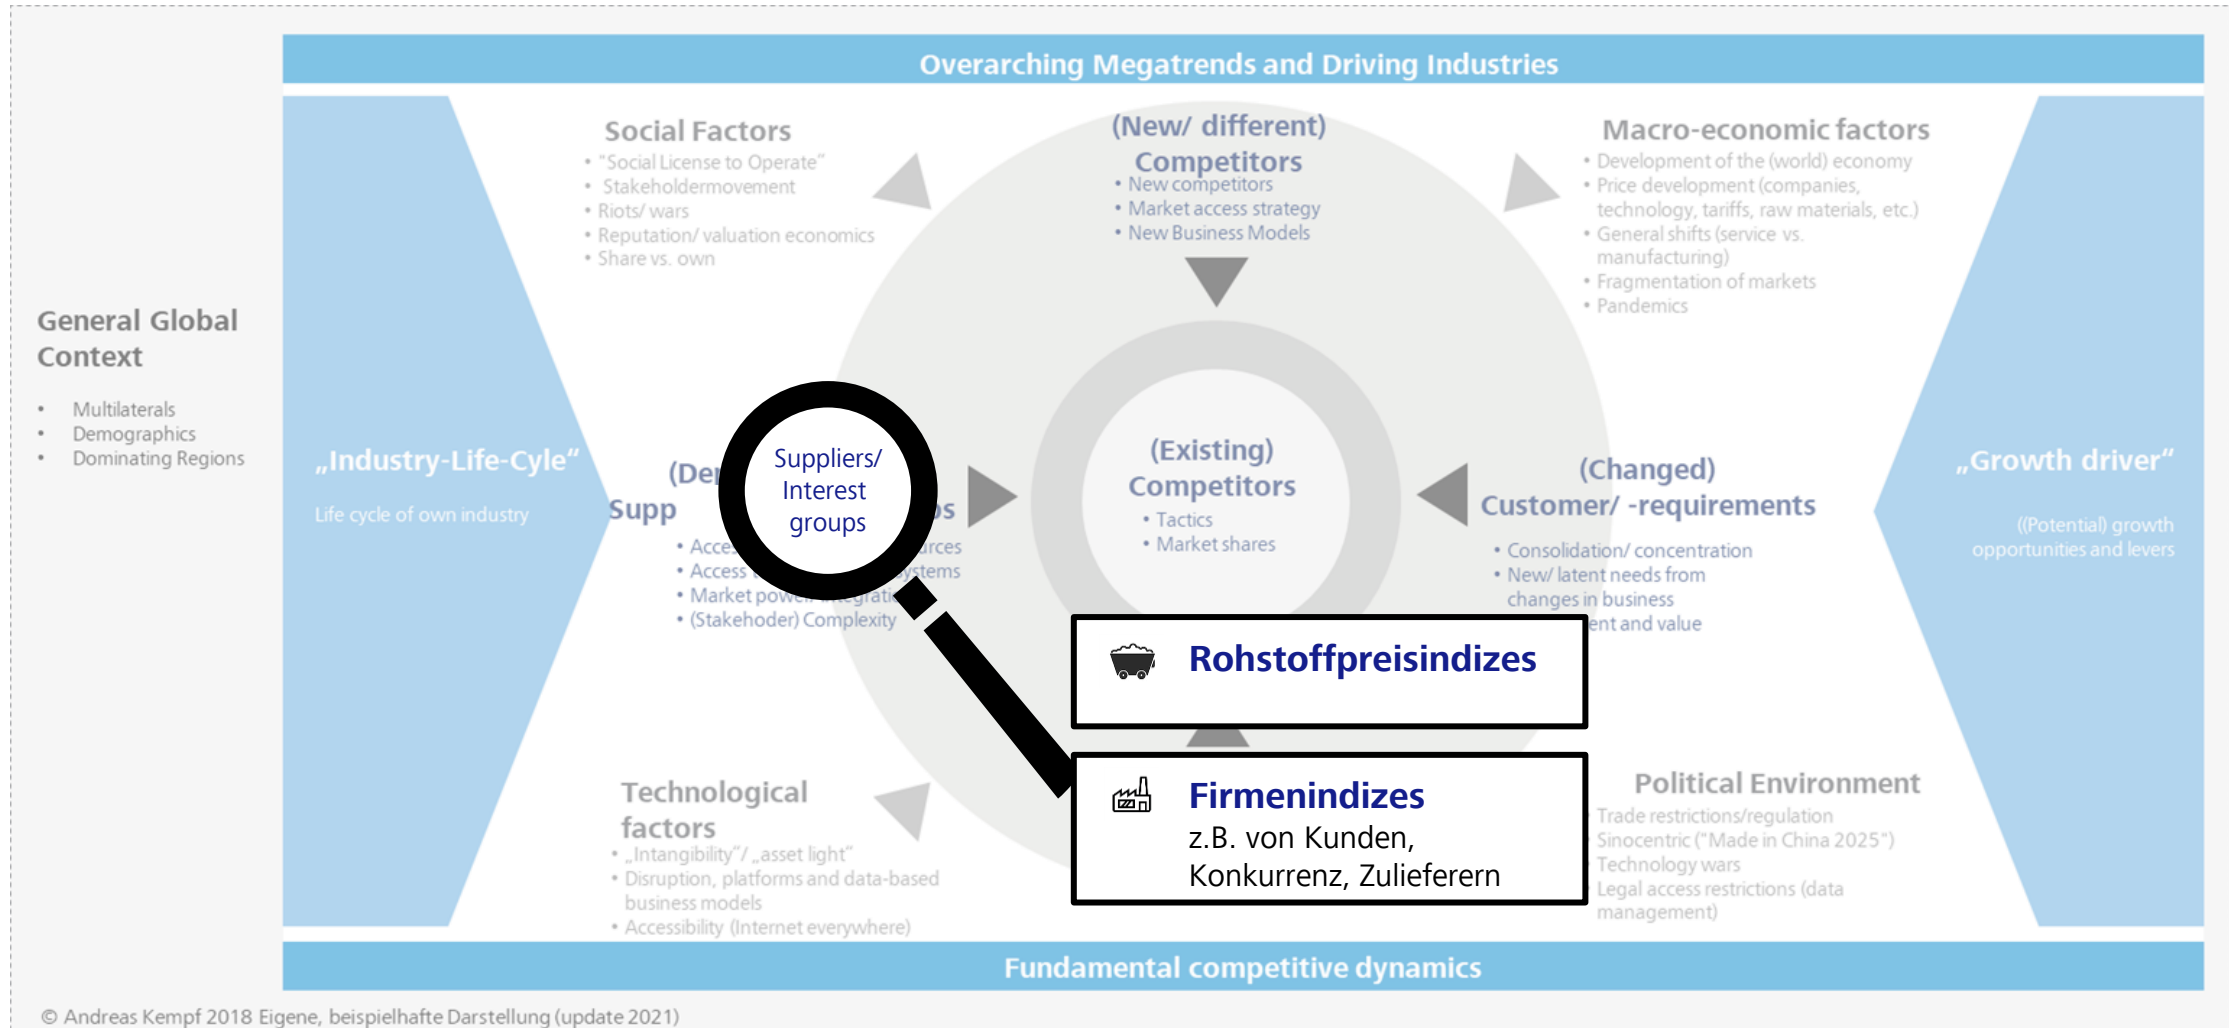 Overarching Megatrends and Driving Industries
General Global
Context
• Multilaterals
• Demographics
• Dominating Regions
„Industry-Life-Cyle“
Life cycle of own industry
Social Factors
• "Social License to Operate“
• Stakeholdermovement
• Riots/ wars
• Reputation/ valuation economics
• Share vs. own
(New/ different)
Competitors
• New competitors
• Market access strategy
• New Business Models
Macro-economic factors
• Development of the (world) economy
• Price development (companies,
technology, tariffs, raw materials, etc.)
• General shifts (service vs.
manufacturing)
• Fragmentation of markets
• Pandemics
Suppliers/
Interest
groups
• Access
• Access
• Market power
• (Stakehoder) Complexity
(Existing)
Competitors
• Tactics
• Market shares
(Changed)
Customer/ -requirements
• Consolidation/ concentration
• New/ latent needs from
changes in business
and value
„Growth driver“
((Potential) growth
opportunities and levers
Rohstoffpreisindizes
Firmenindizes
z.B. von Kunden,
Konkurrenz, Zulieferern
Technological
factors
• „Intangibility“/ „asset light“
• Disruption, platforms and data-based
business models
• Accessibility (Internet everywhere)
Political Environment
Trade restrictions/regulation
Sinocentric ("Made in China 2025")
Technology wars
Legal access restrictions (data
management)
Fundamental competitive dynamics
© Andreas Kempf 2018 Eigene, beispielhafte Darstellung (update 2021)